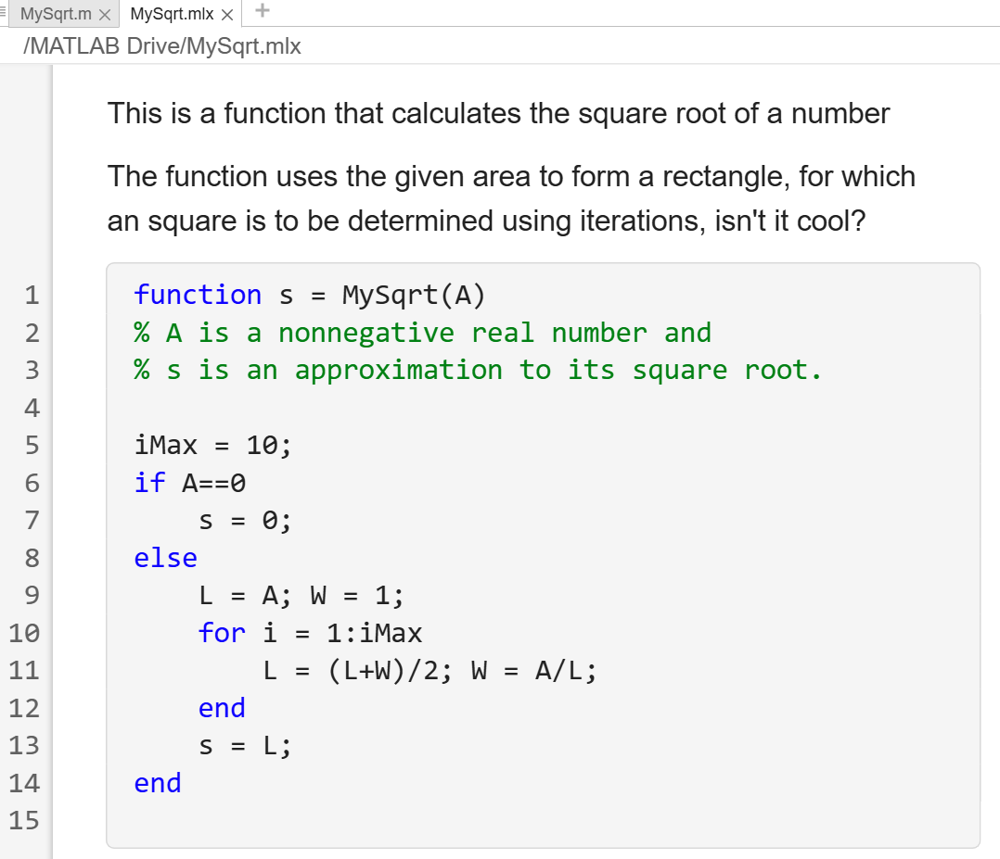 MySqrt.m × MySqrt.mlx × +
/MATLAB Drive/MySqrt.mlx
This is a function that calculates the square root of a number
The function uses the given area to form a rectangle, for which
an square is to be determined using iterations, isn't it cool?
1 function s = MySqrt(A)
2 % A is a nonnegative real number and
3 % s is an approximation to its square root.
4
5 iMax = 10;
6 if A==0
7     s = 0;
8 else
9     L = A; W = 1;
10     for i = 1:iMax
11         L = (L+W)/2; W = A/L;
12     end
13     s = L;
14 end
15